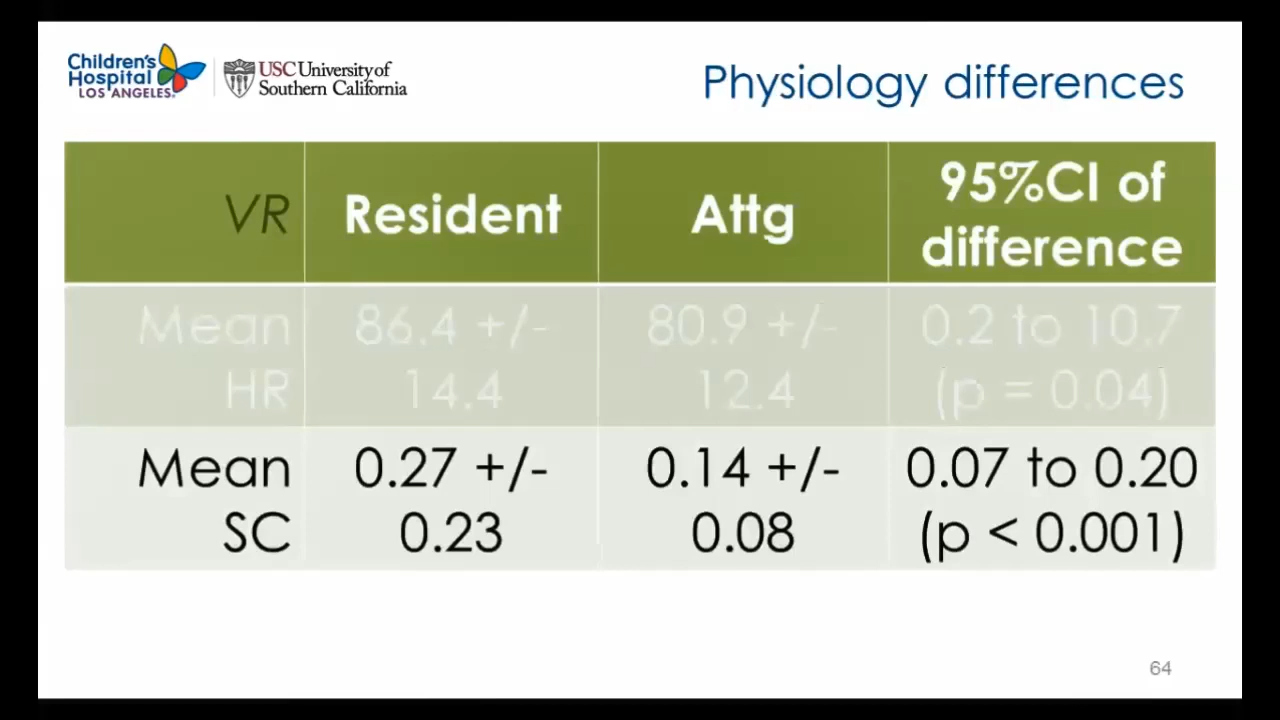 Children's
Hospital
LOS ANGELES
USC University of
Southern California
Physiology differences
VR
Resident
Attg
95%CI of
difference
Mean
HR
86.4 +/-
14.4
80.9 +/-
12.4
0.2 to 10.7
(p = 0.04)
Mean
SC
0.27 +/-
0.23
0.14 +/-
0.08
0.07 to 0.20
(p < 0.001)
64